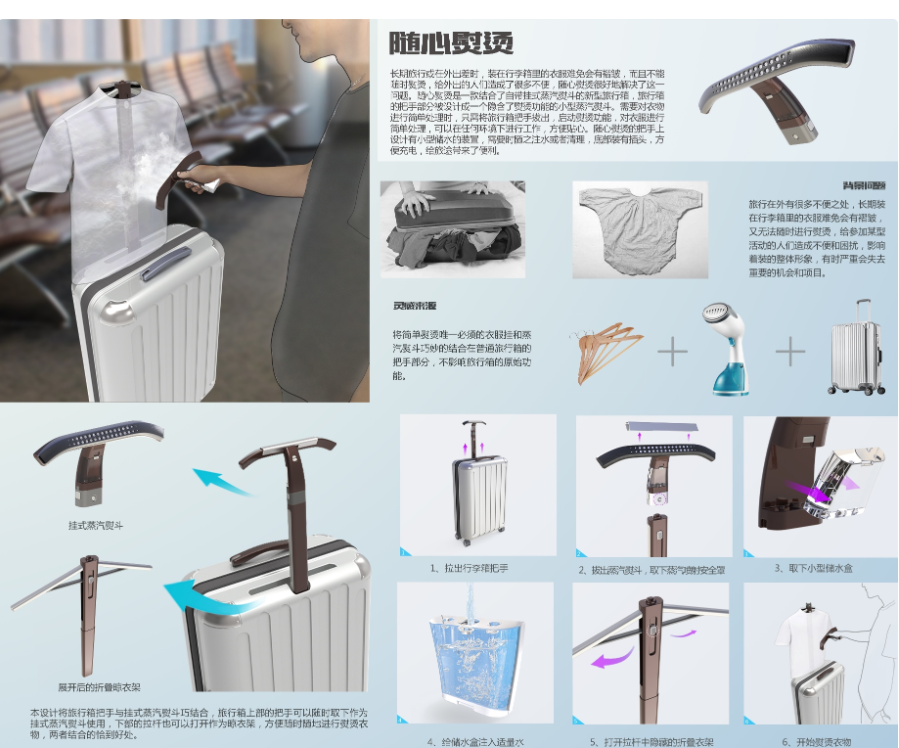 随心熨烫
长期旅行或在外出差时，装在行李箱里的衣服难免会有褶皱，而且不能
随时熨烫，给外出的人们造成了很多不便，随心熨烫很好地解决了这一
问题。随心熨烫是一款结合了自带挂式蒸汽熨斗的新型旅行箱，旅行箱
的把手部分被设计成一个隐含了熨烫功能的小型蒸汽熨斗。需要对衣物
进行简单处理时，只需将旅行箱把手拔出，启动熨烫功能，对衣服进行
简单处理，可以在任何环境下进行工作，方便贴心。随心熨烫的把手上
设计有小型储水的装置，需要时随之注水或者清理，底部装有插头，方
便充电，给旅途带来了便利。
背景问题
旅行在外有很多不便之处，长期装
在行李箱里的衣服难免会有褶皱，
又无法随时进行熨烫，给参加某型
活动的人们造成不便和困扰，影响
着装的整体形象，有时严重会失去
重要的机会和项目。
灵感来源
将简单熨烫唯一必须的衣服挂和蒸
汽熨斗巧妙的结合在普通旅行箱的
把手部分，不影响旅行箱的原始功
能。
挂式蒸汽熨斗
展开后的折叠晾衣架
本设计将旅行箱把手与挂式蒸汽熨斗巧结合，旅行箱上部的把手可以随时取下作为
挂式蒸汽熨斗使用，下部的拉杆也可以打开作为晾衣架，方便随时随地进行熨烫衣
物，两者结合的恰到好处。
1、拉出行李箱把手
2、拔出蒸汽熨斗，取下蒸汽喷射安全罩
3、取下小型储水盒
4、给储水盒注入适量水
5、打开拉杆中隐藏的折叠衣架
6、开始熨烫衣物